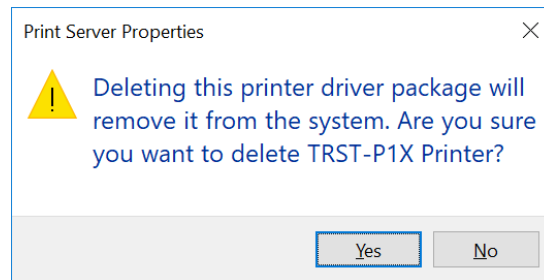 Print Server Properties
Deleting this printer driver package will
remove it from the system. Are you sure
you want to delete TRST-P1X Printer?
Yes
No